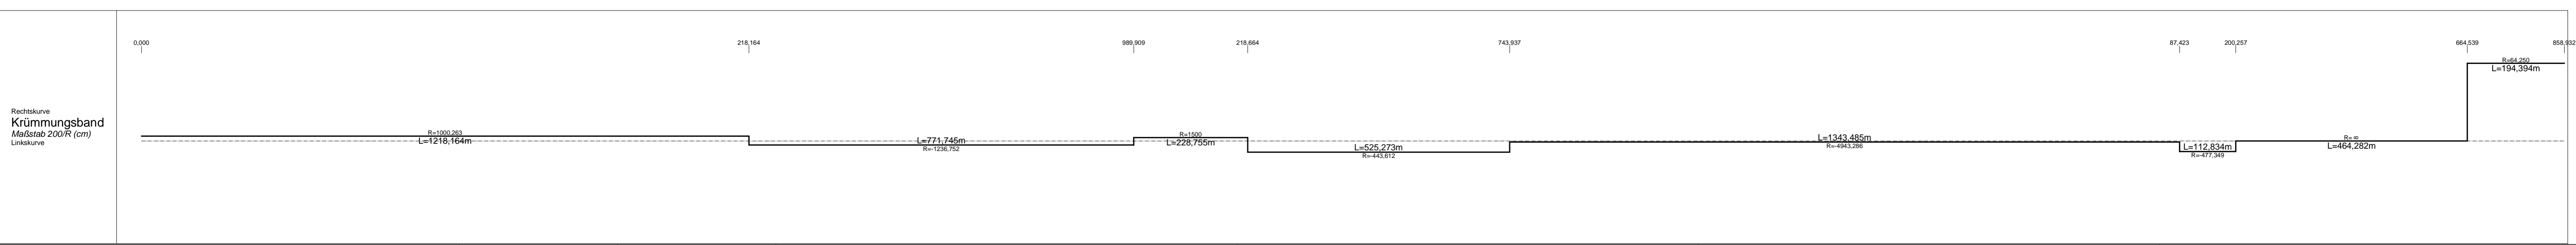 0,000
218,164
989,909
218,664
743,937
87,423
200,257
664,539
858,932
R=64,250
L=194,394m
Rechtskurve
Krümmungsband
Maßstab 200/R (cm)
Linkskurve
R=1000,263
L=1218,164m
L=771,745m
R=-1236,752
R=1500
L=228,755m
L=525,273m
R=-443,612
L=1343,485m
R=-4943,286
L=112,834m
R=-477,349
R=∞
L=464,282m